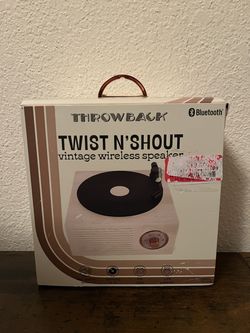 THROWBACK
Bluetooth
TWIST N'SHOUT
vintage wireless speaker